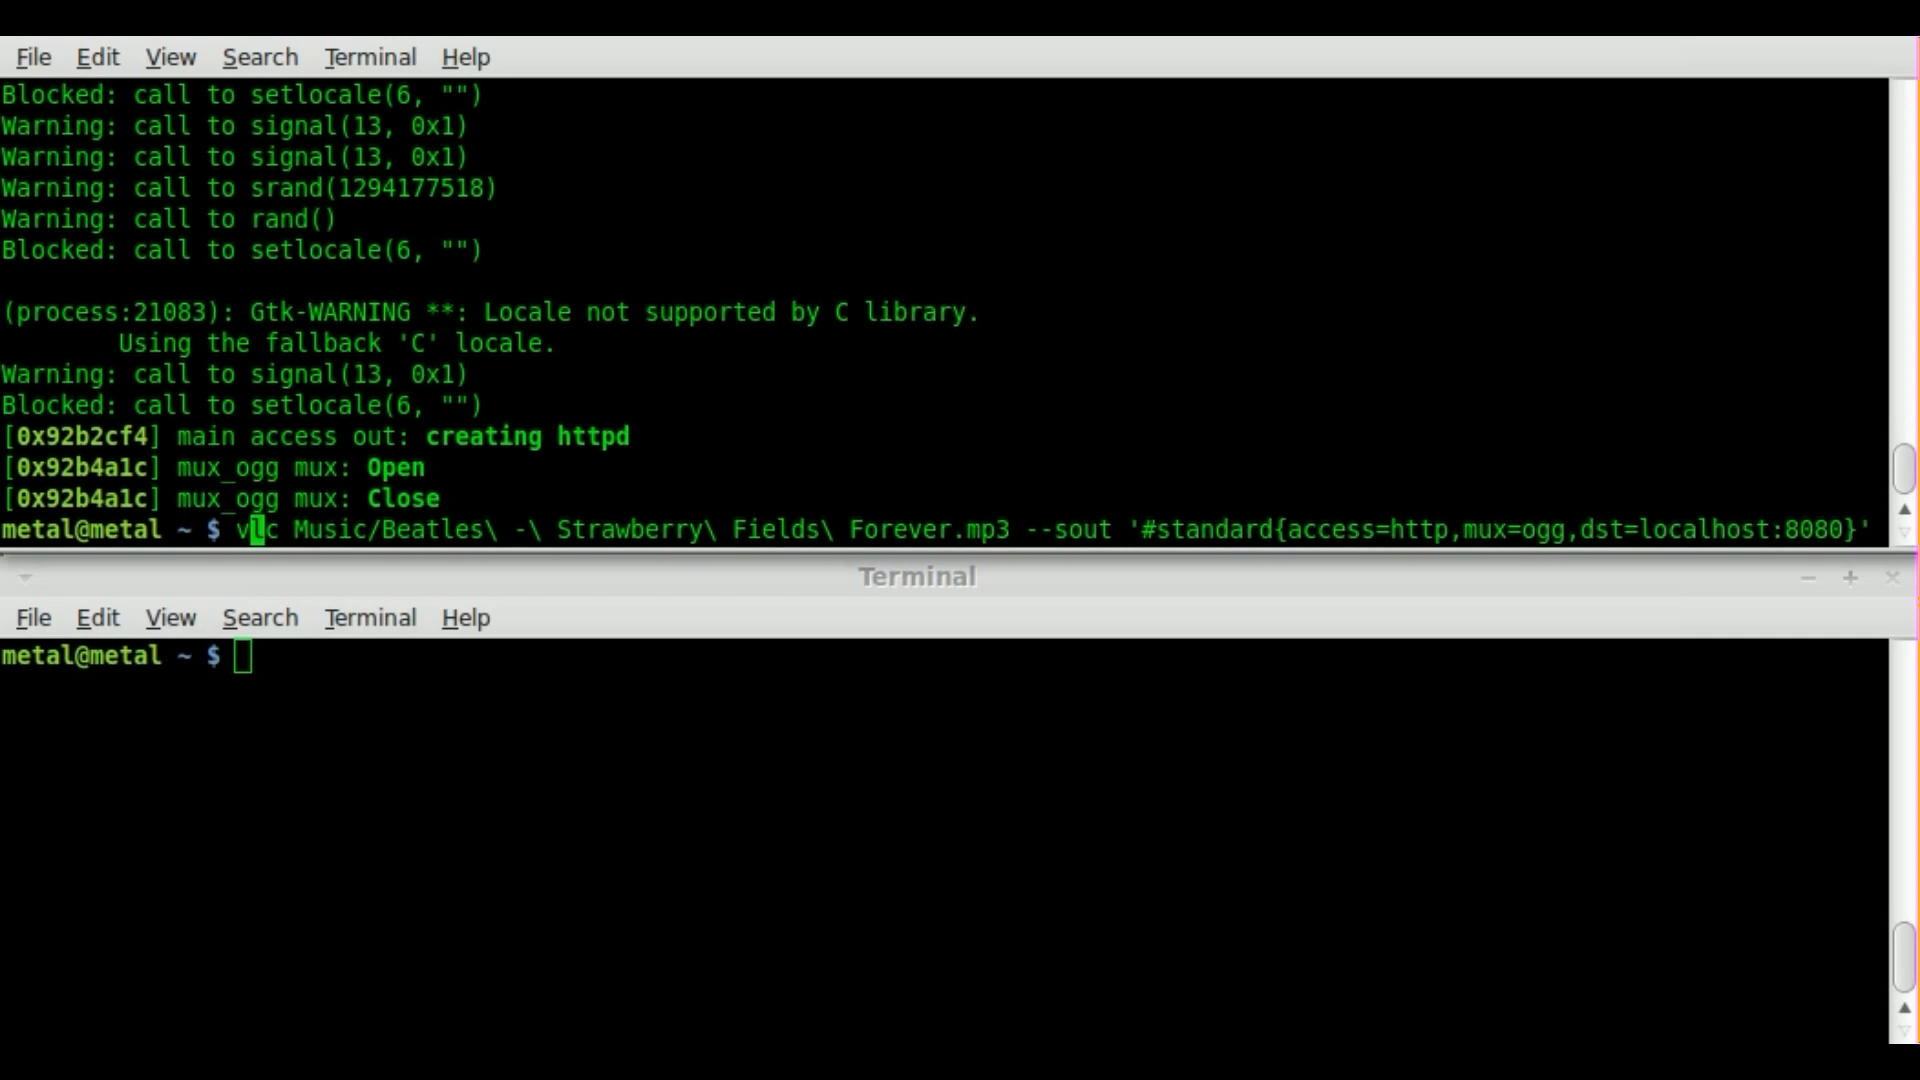 File Edit View Search Terminal Help
Blocked: call to setlocale(6, "")
Warning: call to signal(13, 0x1)
Warning: call to signal(13, 0x1)
Warning: call to srand(1294177518)
Warning: call to rand()
Blocked: call to setlocale(6, "")
(process:21083): Gtk-WARNING **: Locale not supported by C library.
Using the fallback 'C' locale.
Warning: call to signal(13, 0x1)
Blocked: call to setlocale(6, "")
[0x92b2cf4] main access out: creating httpd
[0x92b4a1c] mux_ogg mux: Open
[0x92b4a1c] mux_ogg mux: Close
metal@metal ~ $ vlc Music/Beatles\ -\ Strawberry\ Fields\ Forever.mp3 --sout '#standard{access=http,mux=ogg,dst=localhost:8080}'
Terminal
File Edit View Search Terminal Help
metal@metal ~ $